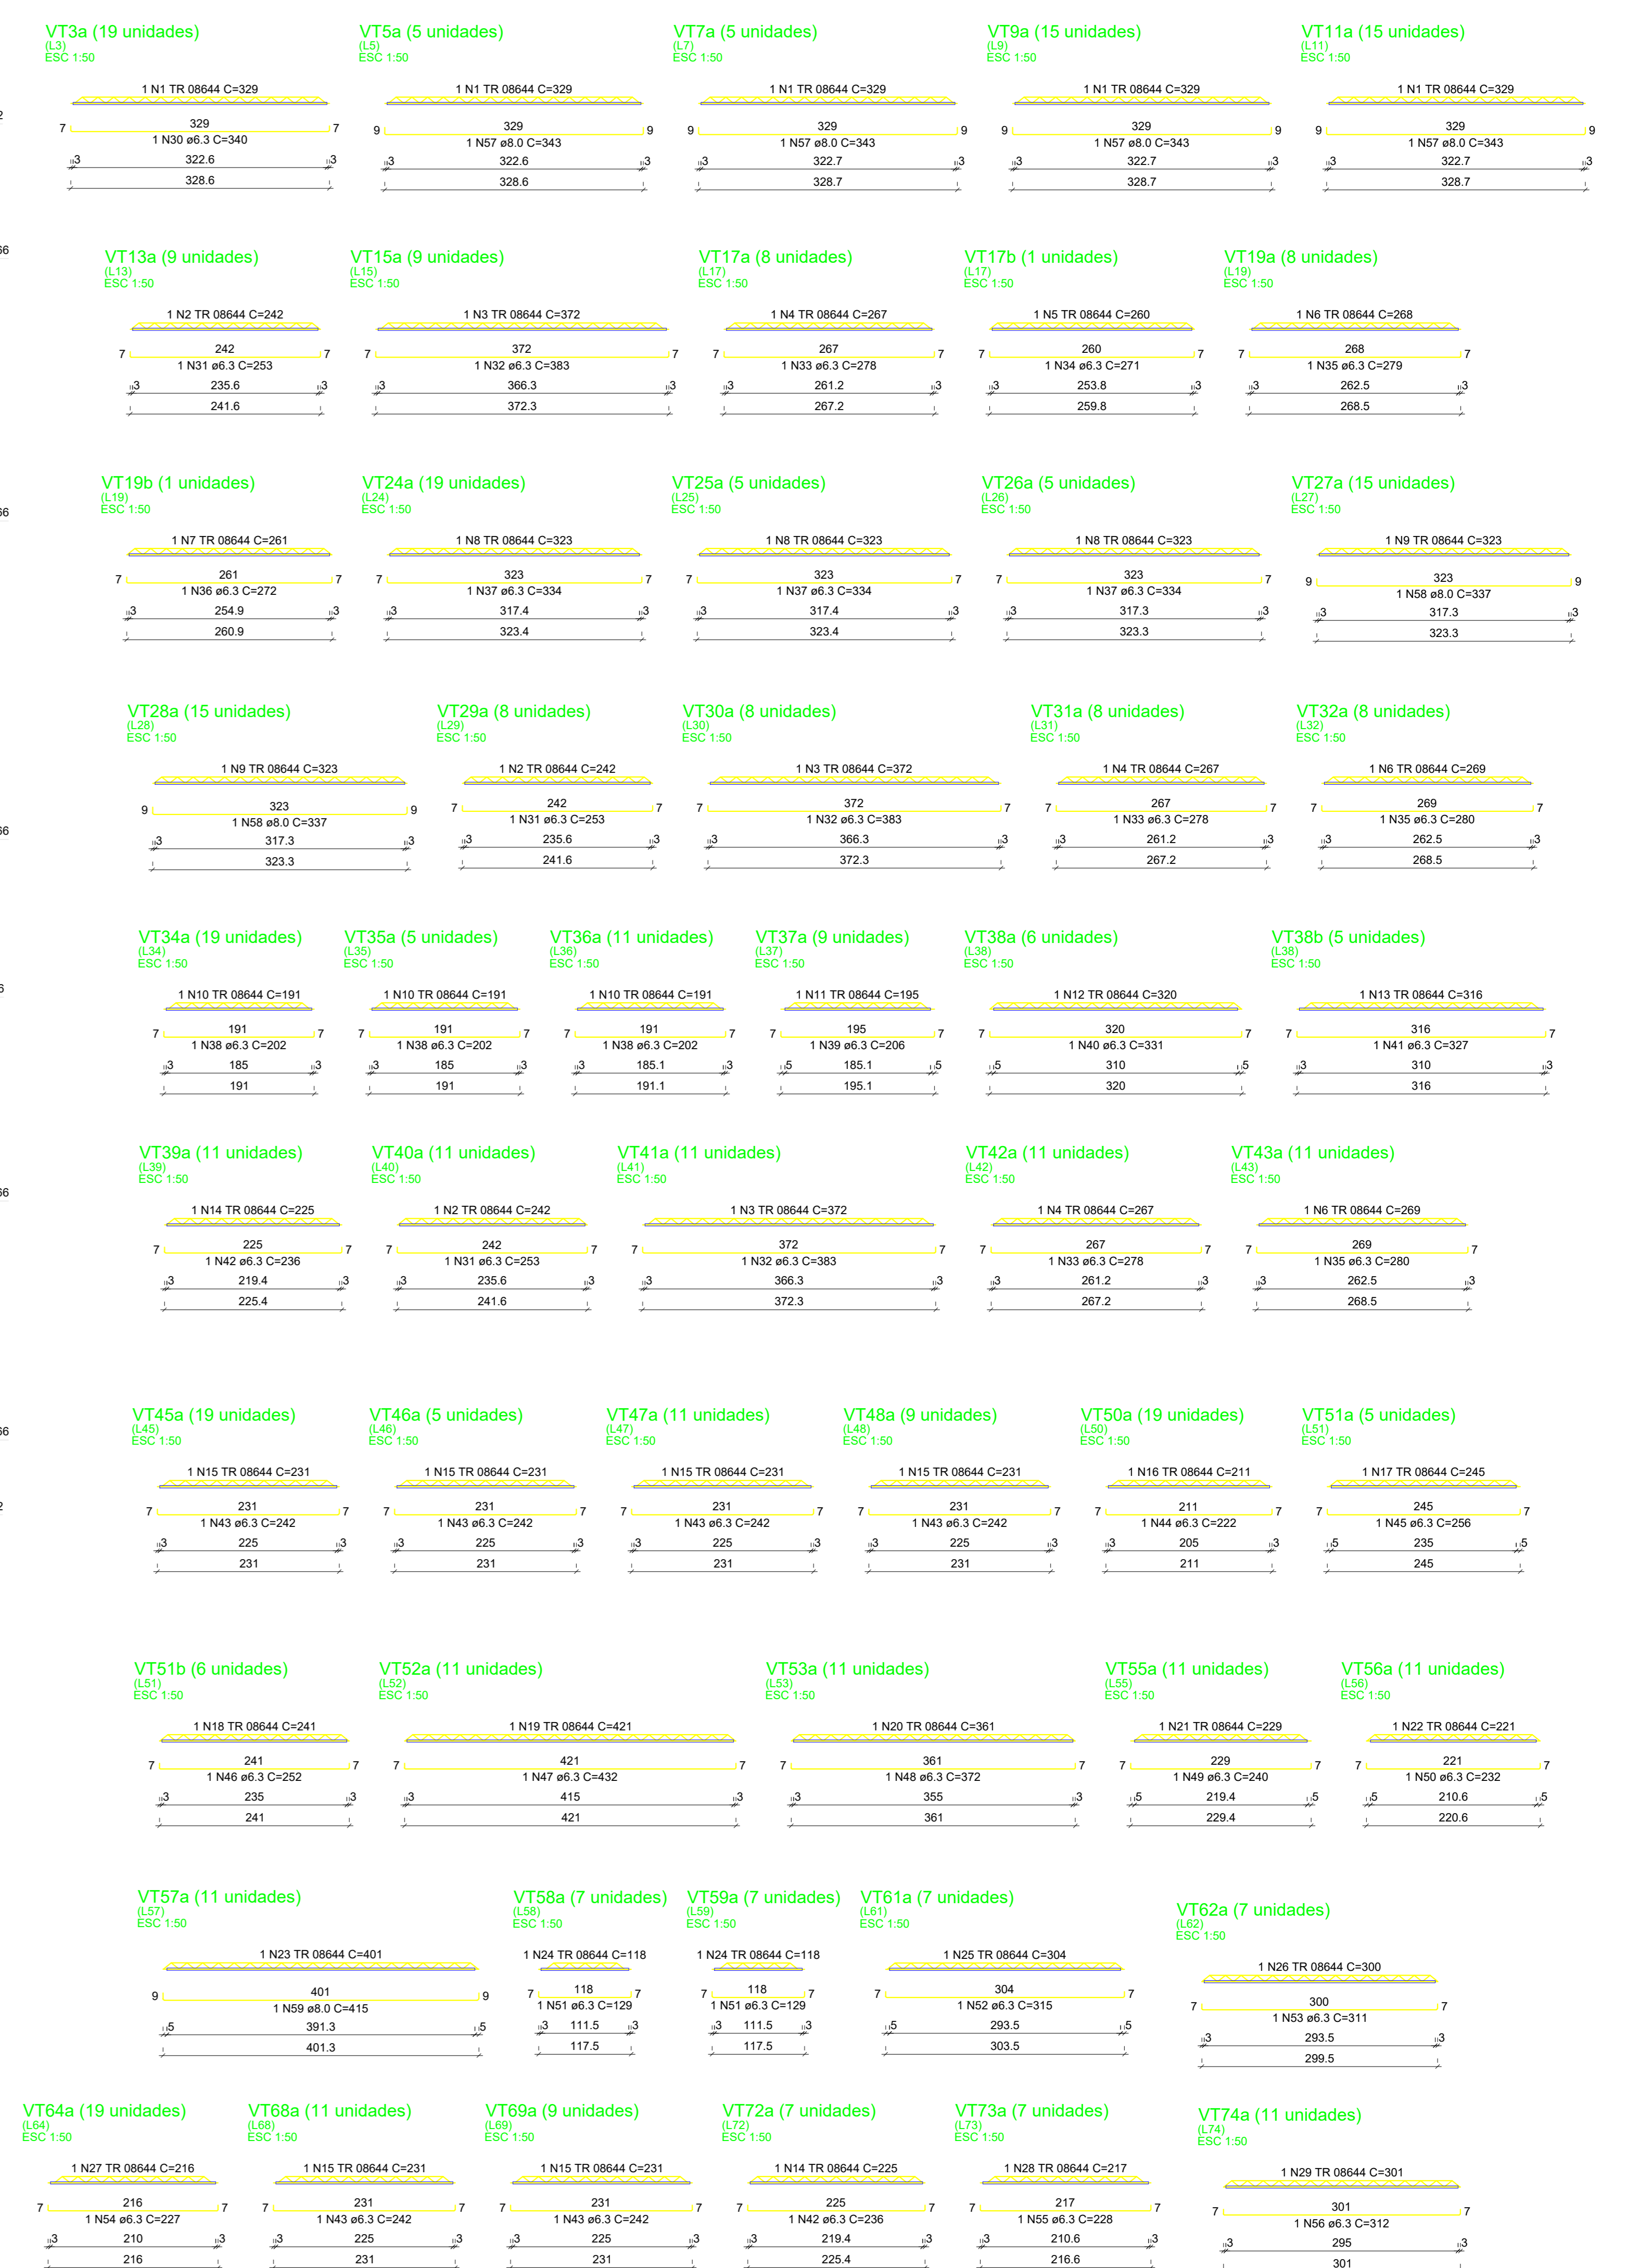 VT3a (19 unidades)
(L3)
ESC 1:50
1 N1 TR 08644 C=329
7 329 7
1 N30 ø6.3 C=340
3 322.6 3
328.6
VT5a (5 unidades)
(L5)
ESC 1:50
1 N1 TR 08644 C=329
9 329 9
1 N57 ø8.0 C=343
3 322.6 3
328.6
VT7a (5 unidades)
(L7)
ESC 1:50
1 N1 TR 08644 C=329
9 329 9
1 N57 ø8.0 C=343
3 322.7 3
328.7
VT9a (15 unidades)
(L9)
ESC 1:50
1 N1 TR 08644 C=329
9 329 9
1 N57 ø8.0 C=343
3 322.7 3
328.7
VT11a (15 unidades)
(L11)
ESC 1:50
1 N1 TR 08644 C=329
9 329 9
1 N57 ø8.0 C=343
3 322.7 3
328.7
VT13a (9 unidades)
(L13)
ESC 1:50
1 N2 TR 08644 C=242
7 242 7
1 N31 ø6.3 C=253
3 235.6 3
241.6
VT15a (9 unidades)
(L15)
ESC 1:50
1 N3 TR 08644 C=372
7 372 7
1 N32 ø6.3 C=383
3 366.3 3
372.3
VT17a (8 unidades)
(L17)
ESC 1:50
1 N4 TR 08644 C=267
7 267 7
1 N33 ø6.3 C=278
3 261.2 3
267.2
VT17b (1 unidades)
(L17)
ESC 1:50
1 N5 TR 08644 C=260
7 260 7
1 N34 ø6.3 C=271
3 253.8 3
259.8
VT19a (8 unidades)
(L19)
ESC 1:50
1 N6 TR 08644 C=268
7 268 7
1 N35 ø6.3 C=279
3 262.5 3
268.5
VT19b (1 unidades)
(L19)
ESC 1:50
1 N7 TR 08644 C=261
7 261 7
1 N36 ø6.3 C=272
3 254.9 3
260.9
VT24a (19 unidades)
(L24)
ESC 1:50
1 N8 TR 08644 C=323
7 323 7
1 N37 ø6.3 C=334
3 317.4 3
323.4
VT25a (5 unidades)
(L25)
ESC 1:50
1 N8 TR 08644 C=323
7 323 7
1 N37 ø6.3 C=334
3 317.4 3
323.4
VT26a (5 unidades)
(L26)
ESC 1:50
1 N8 TR 08644 C=323
7 323 7
1 N37 ø6.3 C=334
3 317.3 3
323.3
VT27a (15 unidades)
(L27)
ESC 1:50
1 N9 TR 08644 C=323
9 323 9
1 N58 ø8.0 C=337
3 317.3 3
323.3
VT28a (15 unidades)
(L28)
ESC 1:50
1 N9 TR 08644 C=323
9 323 9
1 N58 ø8.0 C=337
3 317.3 3
323.3
VT29a (8 unidades)
(L29)
ESC 1:50
1 N2 TR 08644 C=242
7 242 7
1 N31 ø6.3 C=253
3 235.6 3
241.6
VT30a (8 unidades)
(L30)
ESC 1:50
1 N3 TR 08644 C=372
7 372 7
1 N32 ø6.3 C=383
3 366.3 3
372.3
VT31a (8 unidades)
(L31)
ESC 1:50
1 N4 TR 08644 C=267
7 267 7
1 N33 ø6.3 C=278
3 261.2 3
267.2
VT32a (8 unidades)
(L32)
ESC 1:50
1 N6 TR 08644 C=269
7 269 7
1 N35 ø6.3 C=280
3 262.5 3
268.5
VT34a (19 unidades)
(L34)
ESC 1:50
1 N10 TR 08644 C=191
7 191 7
1 N38 ø6.3 C=202
3 185 3
191
VT35a (5 unidades)
(L35)
ESC 1:50
1 N10 TR 08644 C=191
7 191 7
1 N38 ø6.3 C=202
3 185 3
191
VT36a (11 unidades)
(L36)
ESC 1:50
1 N10 TR 08644 C=191
7 191 7
1 N38 ø6.3 C=202
3 185.1 3
191.1
VT37a (9 unidades)
(L37)
ESC 1:50
1 N11 TR 08644 C=195
7 195 7
1 N39 ø6.3 C=206
5 185.1 5
195.1
VT38a (6 unidades)
(L38)
ESC 1:50
1 N12 TR 08644 C=320
7 320 7
1 N40 ø6.3 C=331
5 310 5
320
VT38b (5 unidades)
(L38)
ESC 1:50
1 N13 TR 08644 C=316
7 316 7
1 N41 ø6.3 C=327
3 310 3
316
VT39a (11 unidades)
(L39)
ESC 1:50
1 N14 TR 08644 C=225
7 225 7
1 N42 ø6.3 C=236
3 219.4 3
225.4
VT40a (11 unidades)
(L40)
ESC 1:50
1 N2 TR 08644 C=242
7 242 7
1 N31 ø6.3 C=253
3 235.6 3
241.6
VT41a (11 unidades)
(L41)
ESC 1:50
1 N3 TR 08644 C=372
7 372 7
1 N32 ø6.3 C=383
3 366.3 3
372.3
VT42a (11 unidades)
(L42)
ESC 1:50
1 N4 TR 08644 C=267
7 267 7
1 N33 ø6.3 C=278
3 261.2 3
267.2
VT43a (11 unidades)
(L43)
ESC 1:50
1 N6 TR 08644 C=269
7 269 7
1 N35 ø6.3 C=280
3 262.5 3
268.5
VT45a (19 unidades)
(L45)
ESC 1:50
1 N15 TR 08644 C=231
7 231 7
1 N43 ø6.3 C=242
3 225 3
231
VT46a (5 unidades)
(L46)
ESC 1:50
1 N15 TR 08644 C=231
7 231 7
1 N43 ø6.3 C=242
3 225 3
231
VT47a (11 unidades)
(L47)
ESC 1:50
1 N15 TR 08644 C=231
7 231 7
1 N43 ø6.3 C=242
3 225 3
231
VT48a (9 unidades)
(L48)
ESC 1:50
1 N15 TR 08644 C=231
7 231 7
1 N43 ø6.3 C=242
3 225 3
231
VT50a (19 unidades)
(L50)
ESC 1:50
1 N16 TR 08644 C=211
7 211 7
1 N44 ø6.3 C=222
3 205 3
211
VT51a (5 unidades)
(L51)
ESC 1:50
1 N17 TR 08644 C=245
7 245 7
1 N45 ø6.3 C=256
5 235 5
245
VT51b (6 unidades)
(L51)
ESC 1:50
1 N18 TR 08644 C=241
7 241 7
1 N46 ø6.3 C=252
3 235 3
241
VT52a (11 unidades)
(L52)
ESC 1:50
1 N19 TR 08644 C=421
7 421 7
1 N47 ø6.3 C=432
3 415 3
421
VT53a (11 unidades)
(L53)
ESC 1:50
1 N20 TR 08644 C=361
7 361 7
1 N48 ø6.3 C=372
3 355 3
361
VT55a (11 unidades)
(L55)
ESC 1:50
1 N21 TR 08644 C=229
7 229 7
1 N49 ø6.3 C=240
5 219.4 5
229.4
VT56a (11 unidades)
(L56)
ESC 1:50
1 N22 TR 08644 C=221
7 221 7
1 N50 ø6.3 C=232
5 210.6 5
220.6
VT57a (11 unidades)
(L57)
ESC 1:50
1 N23 TR 08644 C=401
9 401 9
1 N59 ø8.0 C=415
5 391.3 5
401.3
VT58a (7 unidades)
(L58)
ESC 1:50
1 N24 TR 08644 C=118
7 118 7
1 N51 ø6.3 C=129
3 111.5 3
117.5
VT59a (7 unidades)
(L59)
ESC 1:50
1 N24 TR 08644 C=118
7 118 7
1 N51 ø6.3 C=129
3 111.5 3
117.5
VT61a (7 unidades)
(L61)
ESC 1:50
1 N25 TR 08644 C=304
7 304 7
1 N52 ø6.3 C=315
5 293.5 5
303.5
VT62a (7 unidades)
(L62)
ESC 1:50
1 N26 TR 08644 C=300
7 300 7
1 N53 ø6.3 C=311
3 293.5 3
299.5
VT64a (19 unidades)
(L64)
ESC 1:50
1 N27 TR 08644 C=216
7 216 7
1 N54 ø6.3 C=227
3 210 3
216
VT68a (11 unidades)
(L68)
ESC 1:50
1 N15 TR 08644 C=231
7 231 7
1 N43 ø6.3 C=242
3 225 3
231
VT69a (9 unidades)
(L69)
ESC 1:50
1 N15 TR 08644 C=231
7 231 7
1 N43 ø6.3 C=242
3 225 3
231
VT72a (7 unidades)
(L72)
ESC 1:50
1 N14 TR 08644 C=225
7 225 7
1 N42 ø6.3 C=236
3 219.4 3
225.4
VT73a (7 unidades)
(L73)
ESC 1:50
1 N28 TR 08644 C=217
7 217 7
1 N55 ø6.3 C=228
3 210.6 3
216.6
VT74a (11 unidades)
(L74)
ESC 1:50
1 N29 TR 08644 C=301
7 301 7
1 N56 ø6.3 C=312
3 295 3
301